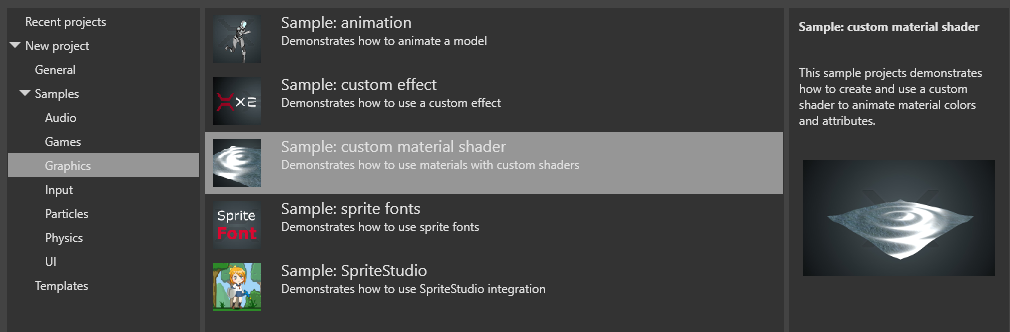 Recent projects
New project
General
Samples
Audio
Games
Graphics
Input
Particles
Physics
UI
Templates
Sample: animation
Demonstrates how to animate a model
Sample: custom effect
Demonstrates how to use a custom effect
Sample: custom material shader
Demonstrates how to use materials with custom shaders
Sprite
Font
Sample: sprite fonts
Demonstrates how to use sprite fonts
Sample: SpriteStudio
Demonstrates how to use SpriteStudio integration
Sample: custom material shader
This sample projects demonstrates
how to create and use a custom
shader to animate material colors
and attributes.